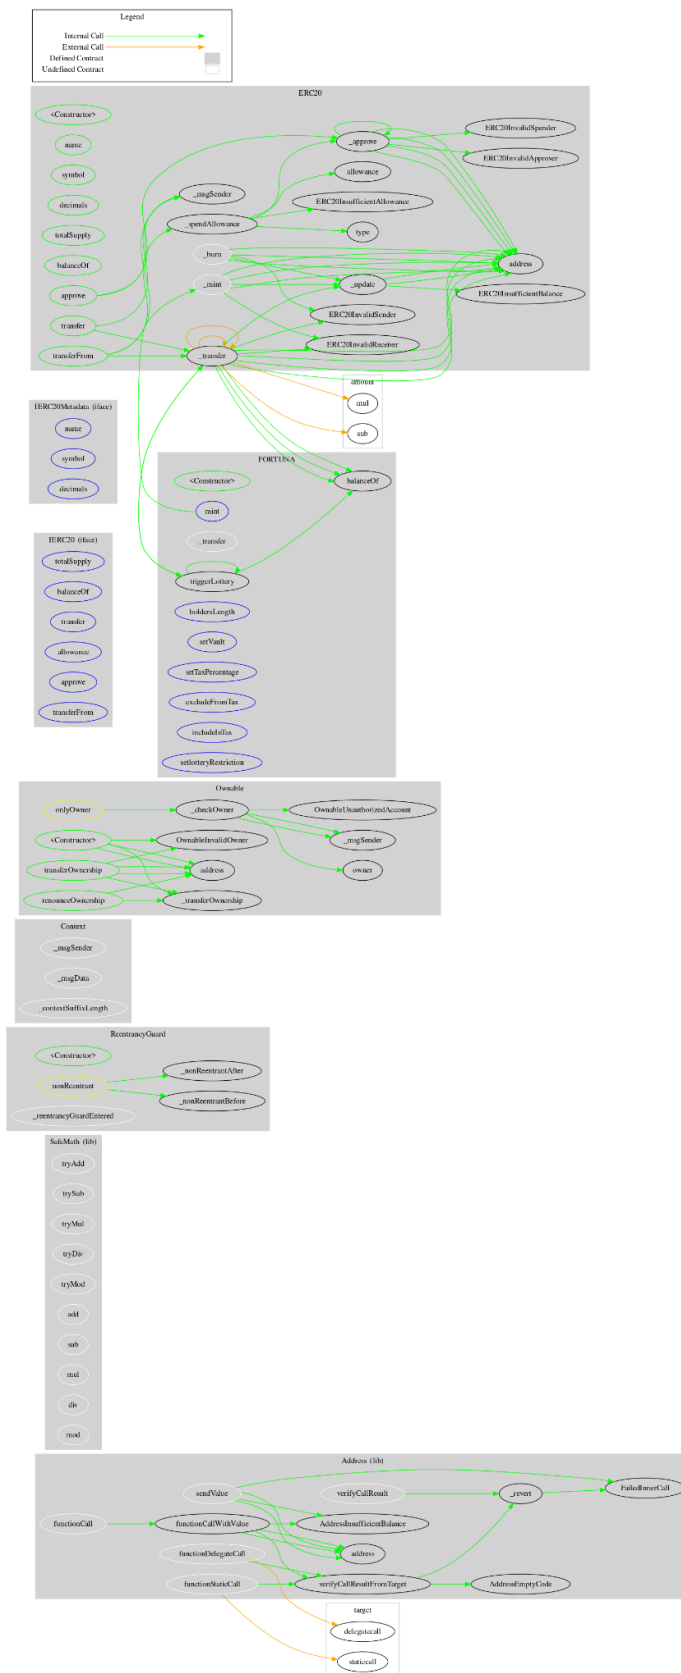 Legend
Internal Call
External Call
Defined Contract
Undefined Contract
ERC20
<Constructor>
name
symbol
decimals
totalSupply
balanceOf
approve
transfer
transferFrom
_msgSender
_spendAllowance
_burn
_mint
_transfer
_approve
allowance
ERC20InsufficientAllowance
type
_update
ERC20InvalidSender
ERC20InvalidReceiver
ERC20InvalidSpender
ERC20InvalidApprover
address
ERC20InsufficientBalance
amount
mul
sub
IERC20Metadata (iface)
name
symbol
decimals
FORTUNA
<Constructor>
mint
_transfer
triggerLottery
holdersLength
setVault
setTaxPercentage
excludeFromTax
includeInTax
setlotteryRestriction
balanceOf
IERC20 (iface)
totalSupply
balanceOf
transfer
allowance
approve
transferFrom
Ownable
onlyOwner
<Constructor>
transferOwnership
renounceOwnership
_checkOwner
OwnableInvalidOwner
address
_transferOwnership
OwnableUnauthorizedAccount
_msgSender
owner
Context
_msgSender
_msgData
_contextSuffixLength
ReentrancyGuard
<Constructor>
nonReentrant
_reentrancyGuardEntered
_nonReentrantAfter
_nonReentrantBefore
SafeMath (lib)
tryAdd
trySub
tryMul
tryDiv
tryMod
add
sub
mul
div
mod
Address (lib)
sendValue
functionCall
functionCallWithValue
functionDelegateCall
functionStaticCall
verifyCallResult
AddressInsufficientBalance
address
verifyCallResultFromTarget
_revert
AddressEmptyCode
FailedInnerCall
target
delegatecall
staticcall